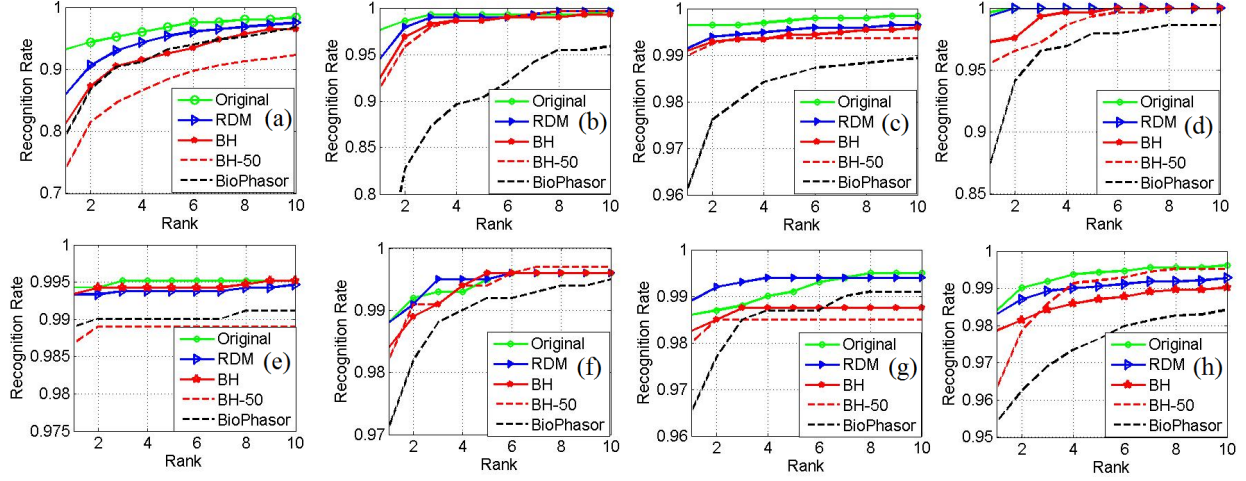 Recognition Rate
1
0.9
0.8
0.7
2 4 6 8 10
Rank
Original
RDM
BH
BH-50
BioPhasor
(a)
Recognition Rate
1
0.95
0.9
0.85
0.8
2 4 6 8 10
Rank
Original
RDM
BH
BH-50
BioPhasor
(b)
Recognition Rate
1
0.99
0.98
0.97
0.96
2 4 6 8 10
Rank
Original
RDM
BH
BH-50
BioPhasor
(c)
Recognition Rate
1
0.95
0.9
0.85
2 4 6 8 10
Rank
Original
RDM
BH
BH-50
BioPhasor
(d)
Recognition Rate
1
0.995
0.99
0.985
0.98
0.975
2 4 6 8 10
Rank
Original
RDM
BH
BH-50
BioPhasor
(e)
Recognition Rate
1
0.99
0.98
0.97
2 4 6 8 10
Rank
Original
RDM
BH
BH-50
BioPhasor
(f)
Recognition Rate
1
0.99
0.98
0.97
0.96
2 4 6 8 10
Rank
Original
RDM
BH
BH-50
BioPhasor
(g)
Recognition Rate
1
0.99
0.98
0.97
0.96
0.95
2 4 6 8 10
Rank
Original
RDM
BH
BH-50
BioPhasor
(h)